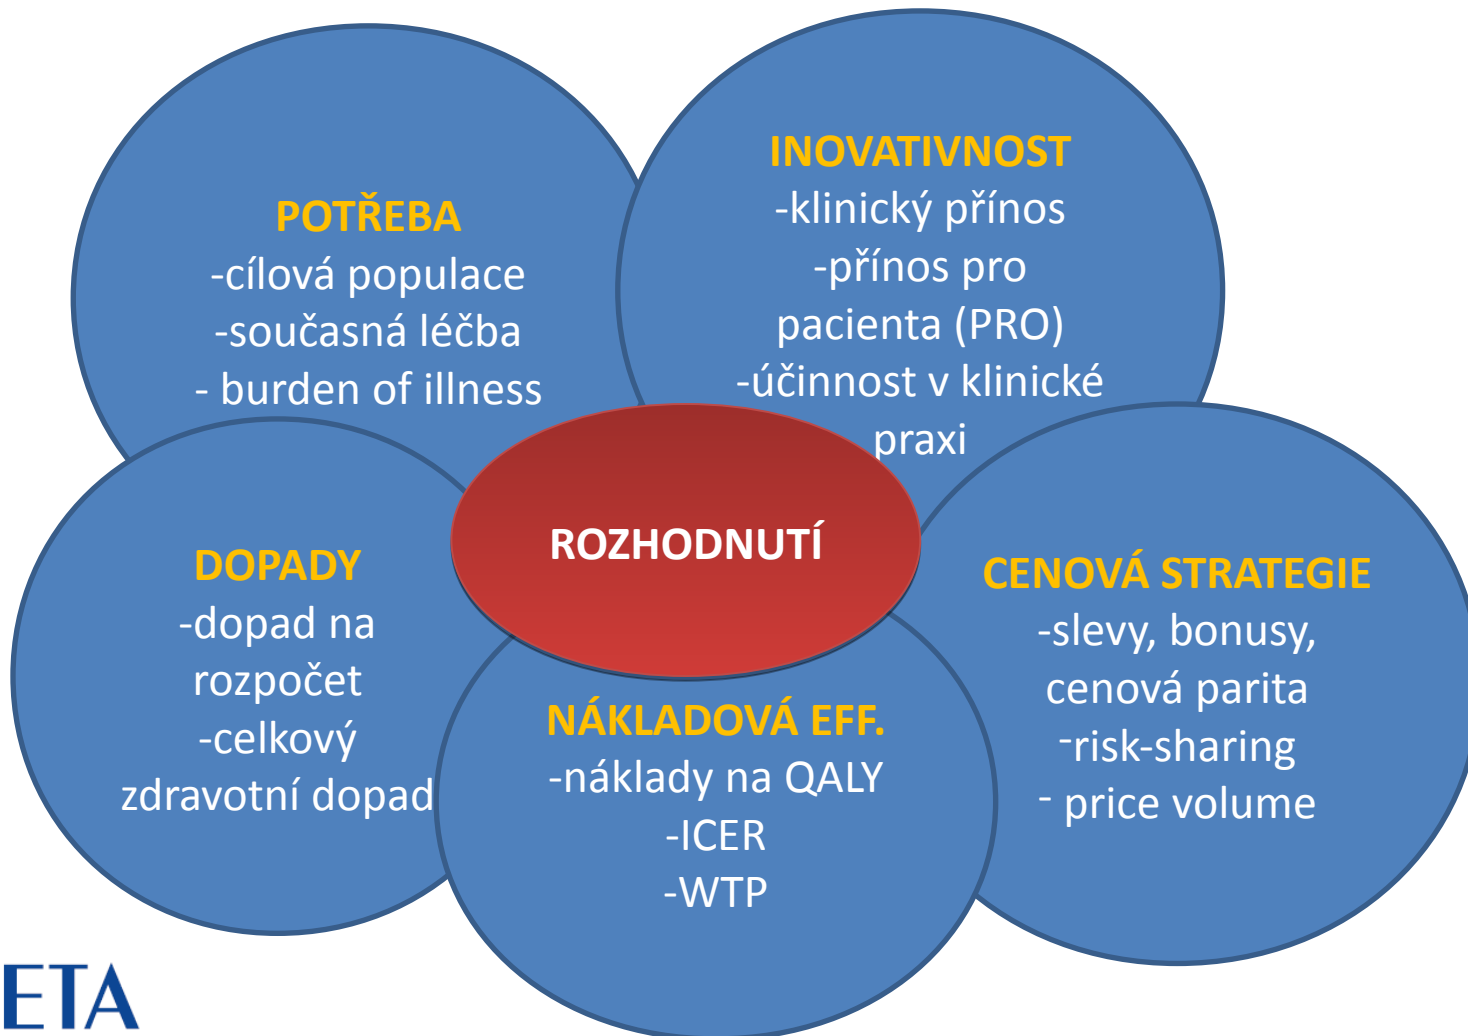 POTŘEBA
-cílová populace
-současná léčba
- burden of illness
INOVATIVNOST
-klinický přínos
-přínos pro
pacienta (PRO)
-účinnost v klinické
praxi
ROZHODNUTÍ
DOPADY
-dopad na
rozpočet
-celkový
zdravotní dopad
NÁKLADOVÁ EFF.
-náklady na QALY
-ICER
-WTP
CENOVÁ STRATEGIE
-slevy, bonusy,
cenová parita
-risk-sharing
- price volume
ETA